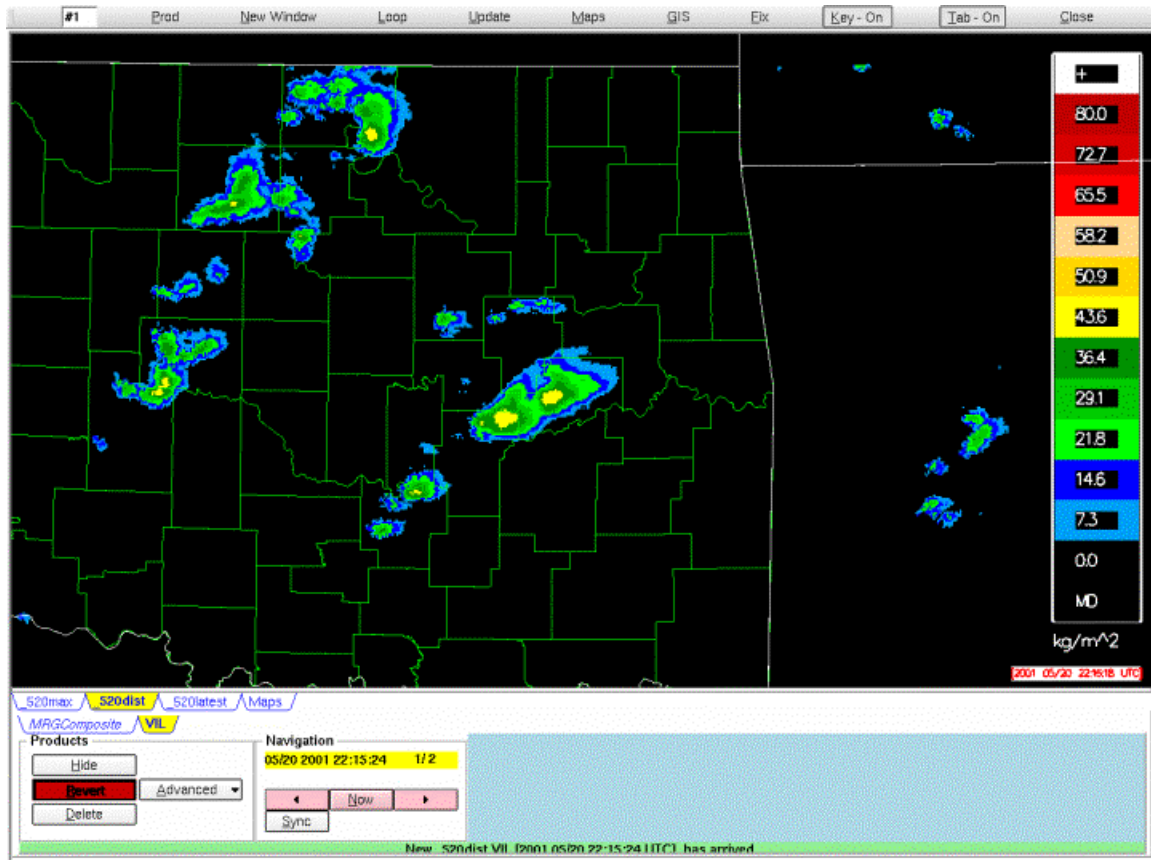 #1 Prod New Window Loop Update Maps GIS Fix Key - On Tab - On Close
+
80.0
72.7
65.5
58.2
50.9
43.6
36.4
29.1
21.8
14.6
7.3
0.0
MD
kg/m^2
2001 05/20 22:16:18 UTC
_S20max _S20dist _S20latest Maps
MRGComposite VIL
Products
Hide
Revert Advanced
Delete
Navigation
05/20 2001 22:15:24 1/2
Now
Sync
New _S20dist VIL [2001 05/20 22:15:24 UTC] has arrived